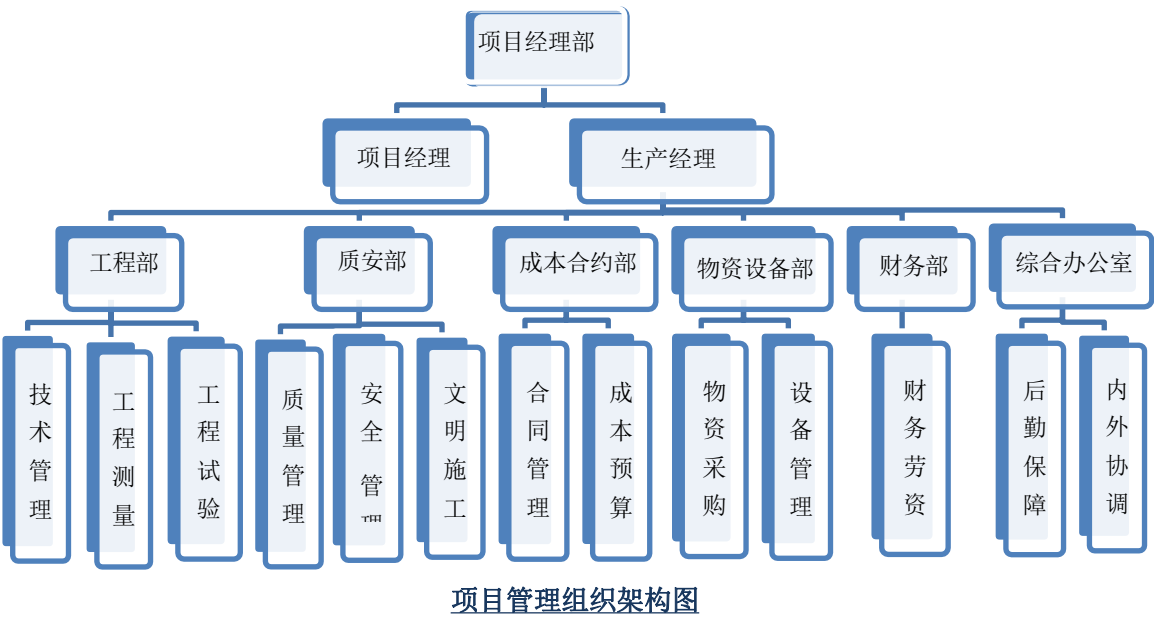 项目经理部
项目经理
生产经理
工程部
质安部
成本合约部
物资设备部
财务部
综合办公室
技术管理
工程测量
工程试验
质量管理
安全 管理
文明施工
合同管理
成本预算
物资采购
设备管理
财务劳资
后勤保障
内外协调
项目管理组织架构图